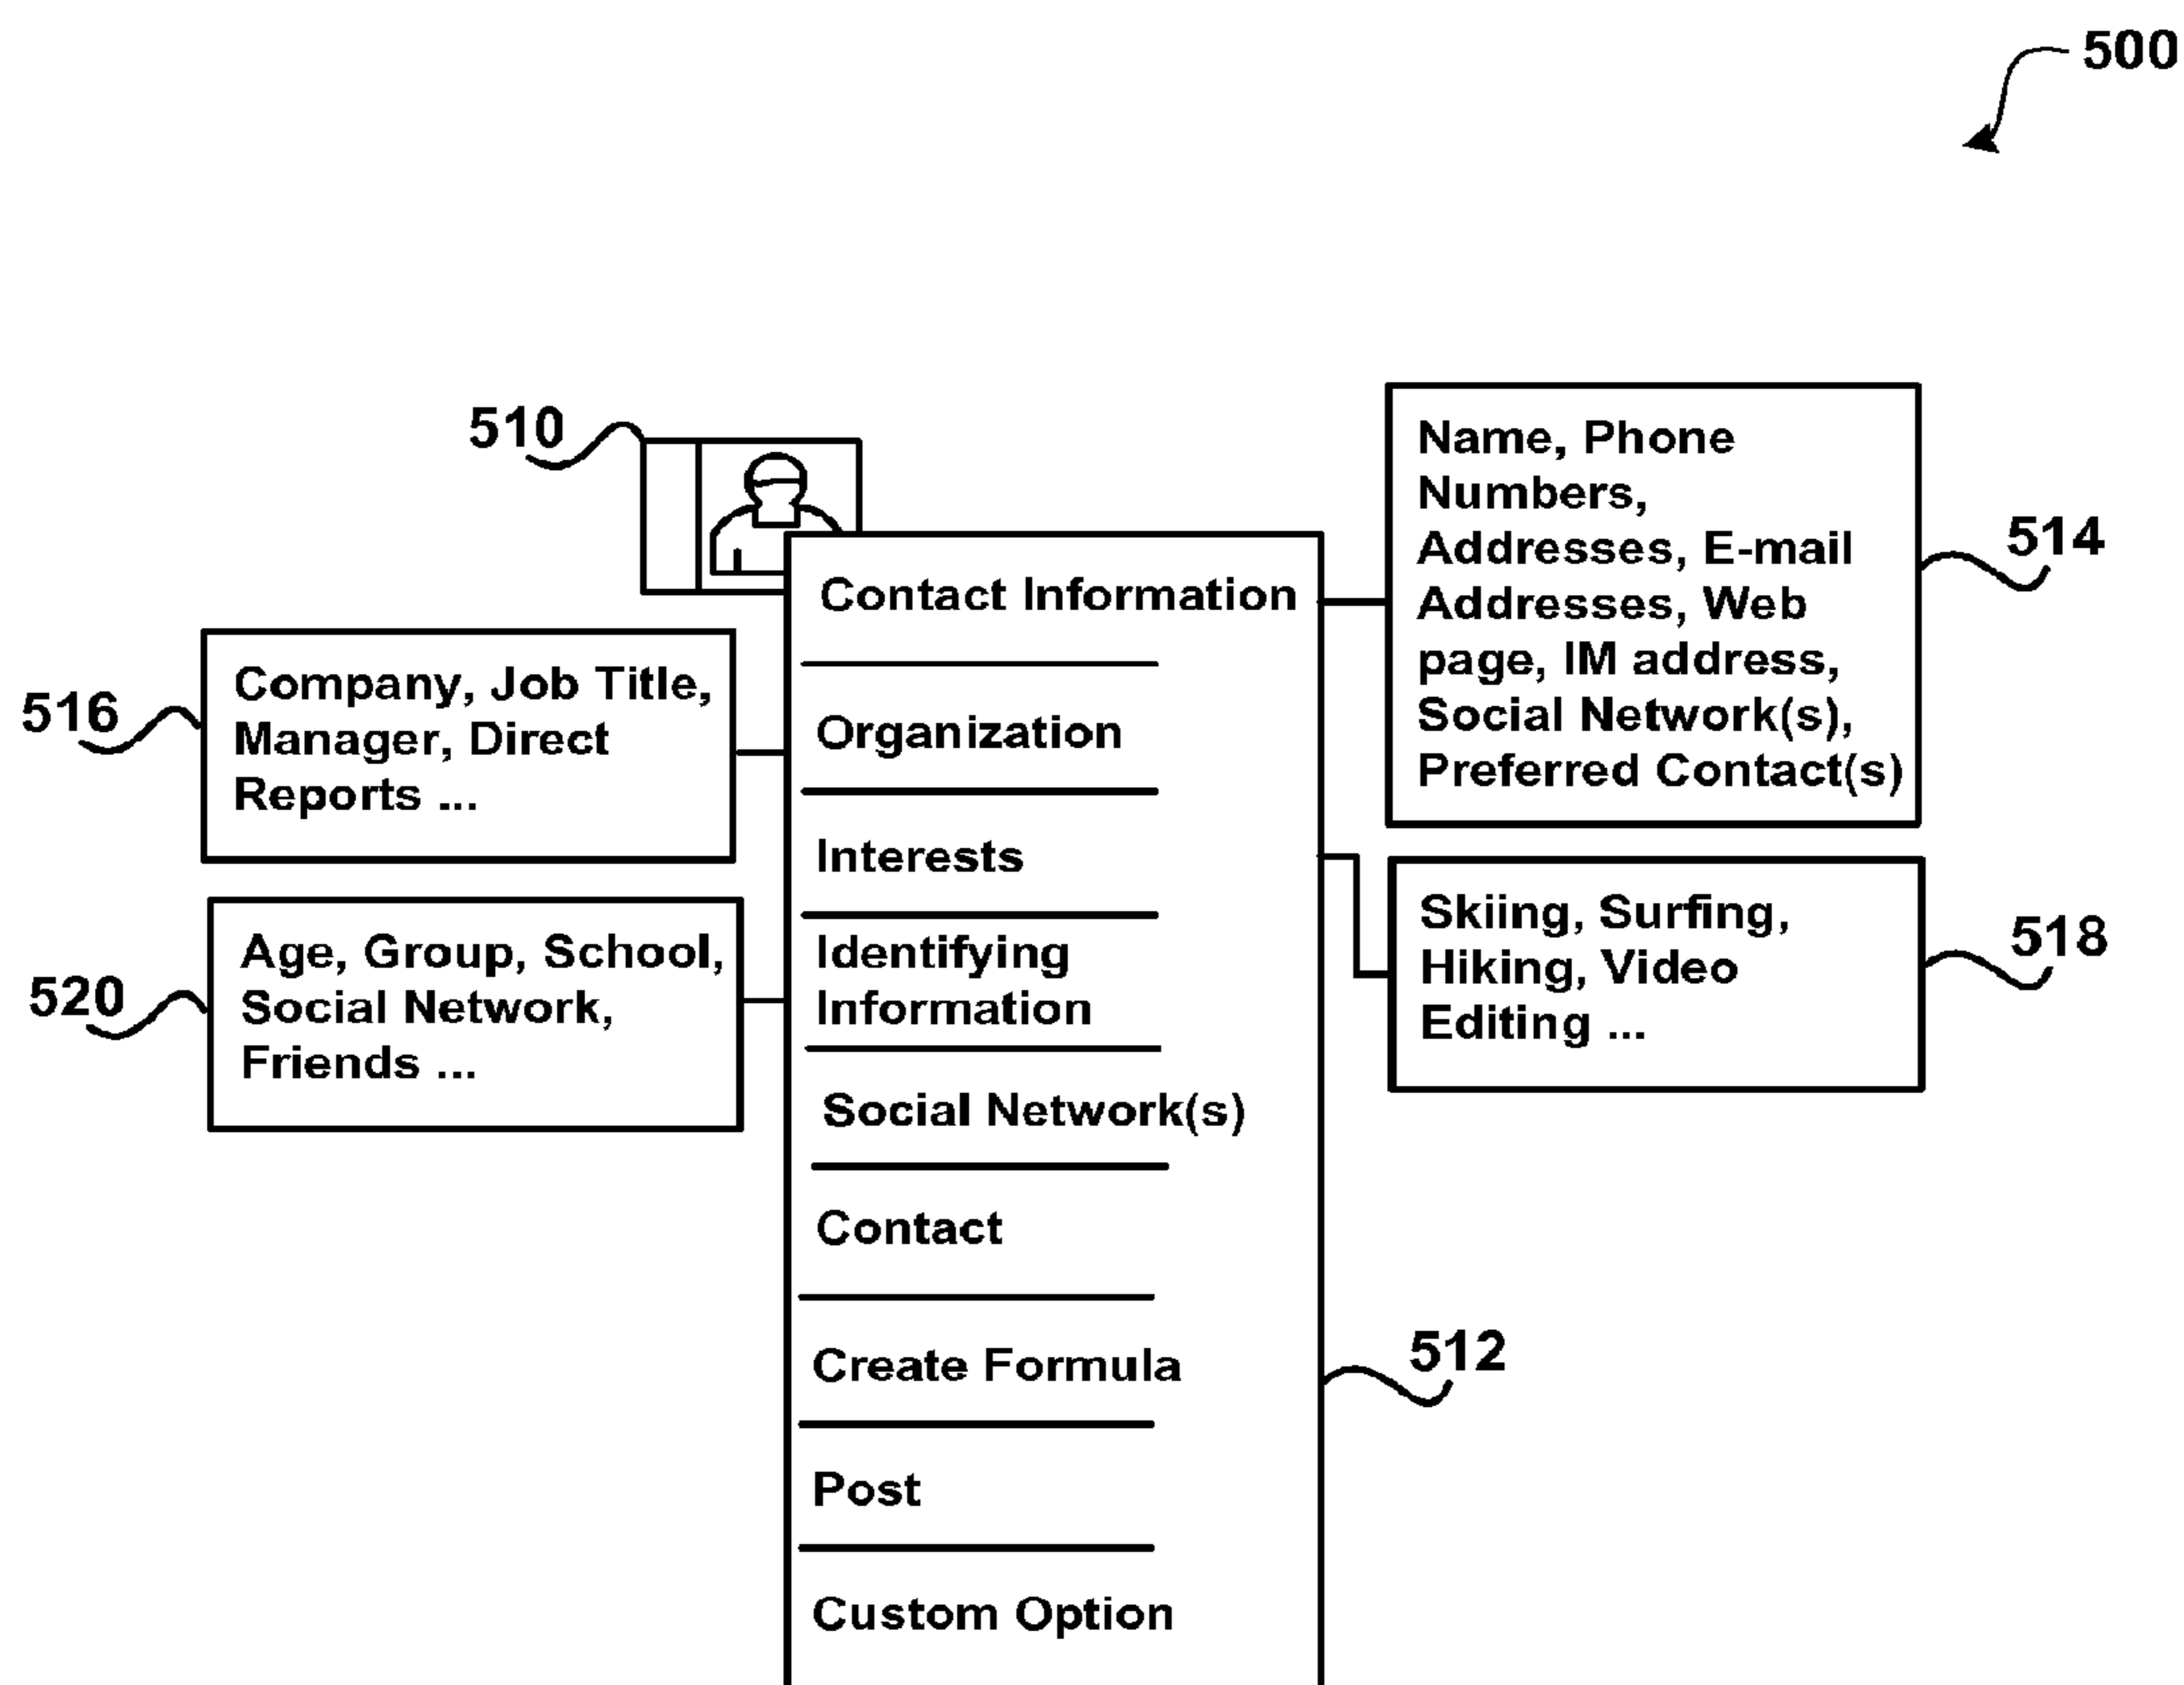 500
510
Name, Phone
Numbers,
Addresses, E-mail
Addresses, Web
page, IM address,
Social Network(s),
Preferred Contact(s)
514
Contact Information
516
Company, Job Title,
Manager, Direct
Reports ...
Organization
Interests
Skiing, Surfing,
Hiking, Video
Editing ...
518
520
Age, Group, School,
Social Network,
Friends ...
Identifying
Information
Social Network(s)
Contact
Create Formula
512
Post
Custom Option